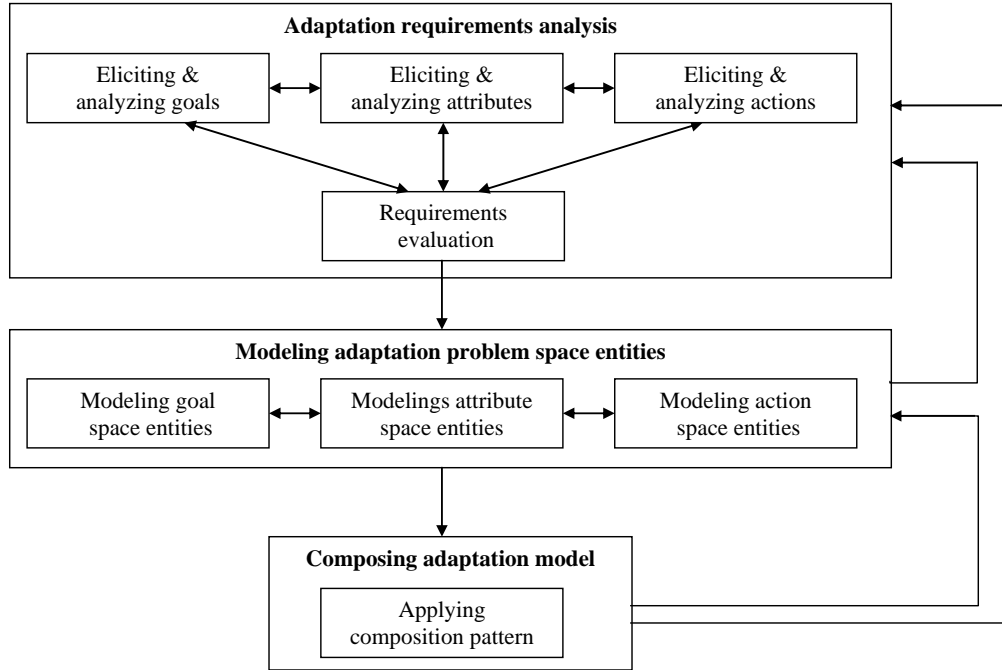 Adaptation requirements analysis
Eliciting &
analyzing goals
Eliciting &
analyzing attributes
Eliciting &
analyzing actions
Requirements
evaluation
Modeling adaptation problem space entities
Modeling goal
space entities
Modelings attribute
space entities
Modeling action
space entities
Composing adaptation model
Applying
composition pattern